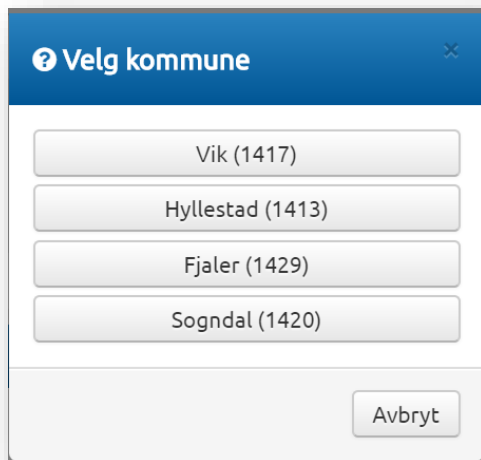 Velg kommune
Vik (1417)
Hyllestad (1413)
Fjaler (1429)
Sogndal (1420)
Avbryt